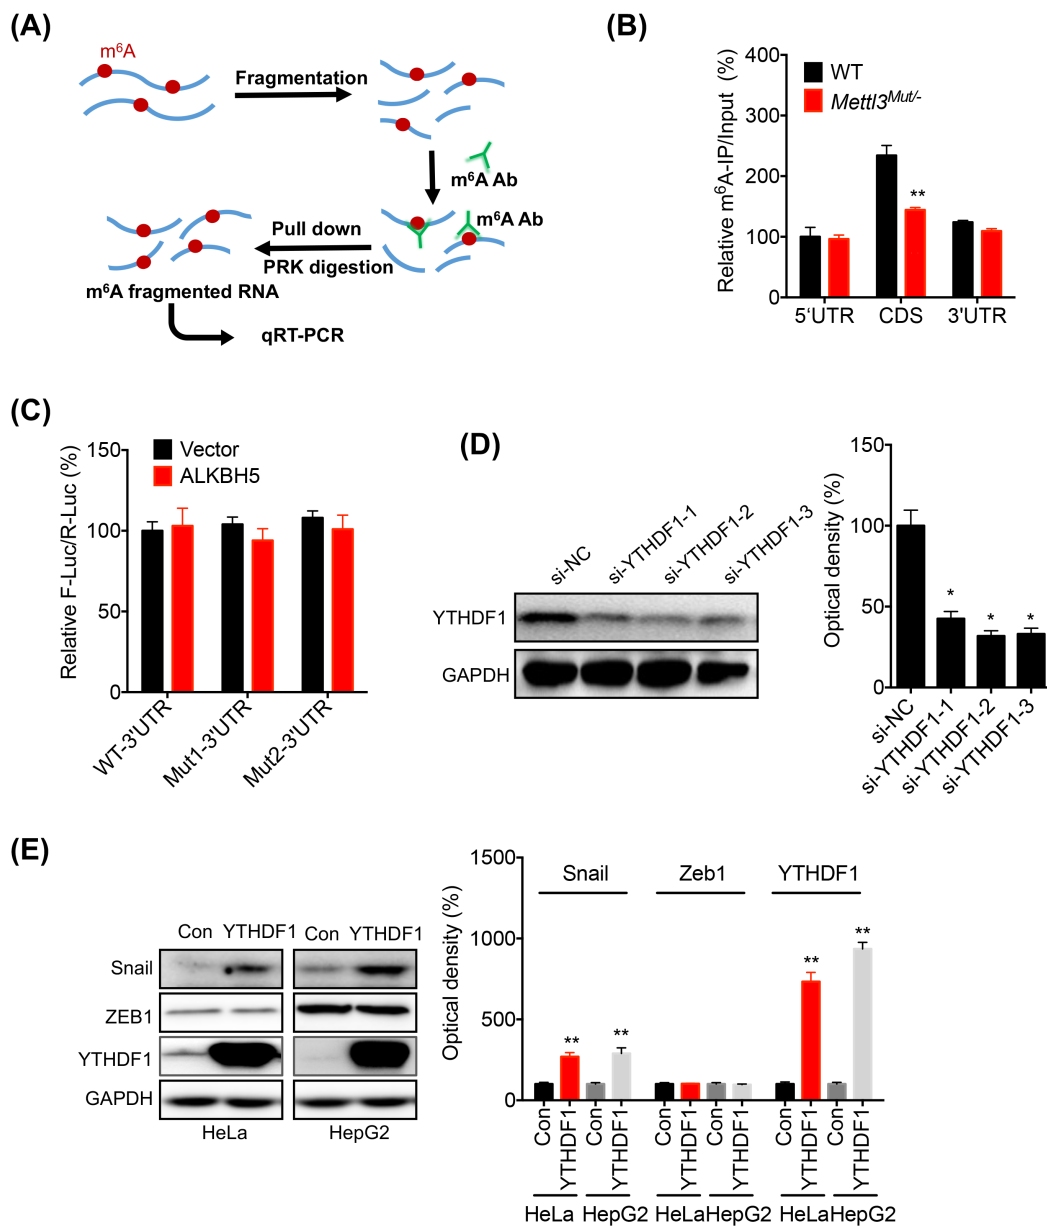 (A)
m⁶A
Fragmentation
m⁶A Ab
m⁶A Ab
Pull down
PRK digestion
m⁶A fragmented RNA
qRT-PCR
(B)
Relative m⁶A-IP/Input (%)
400
300
200
100
0
WT
Mettl3^Mut/-
**
5‘UTR CDS 3'UTR
(C)
Relative F-Luc/R-Luc (%)
150
100
50
0
Vector
ALKBH5
WT-3'UTR
Mut1-3'UTR
Mut2-3'UTR
(D)
si-NC
si-YTHDF1-1
si-YTHDF1-2
si-YTHDF1-3
YTHDF1
GAPDH
Optical density (%)
150
100
50
0
* * *
si-NC
si-YTHDF1-1
si-YTHDF1-2
si-YTHDF1-3
(E)
Con YTHDF1 Con YTHDF1
Snail
ZEB1
YTHDF1
GAPDH
HeLa HepG2
Optical density (%)
1500
1000
500
0
Snail Zeb1 YTHDF1
** ** ** **
Con YTHDF1 Con YTHDF1 Con YTHDF1 Con YTHDF1 Con YTHDF1 Con YTHDF1
HeLa HepG2 HeLa HepG2 HeLa HepG2